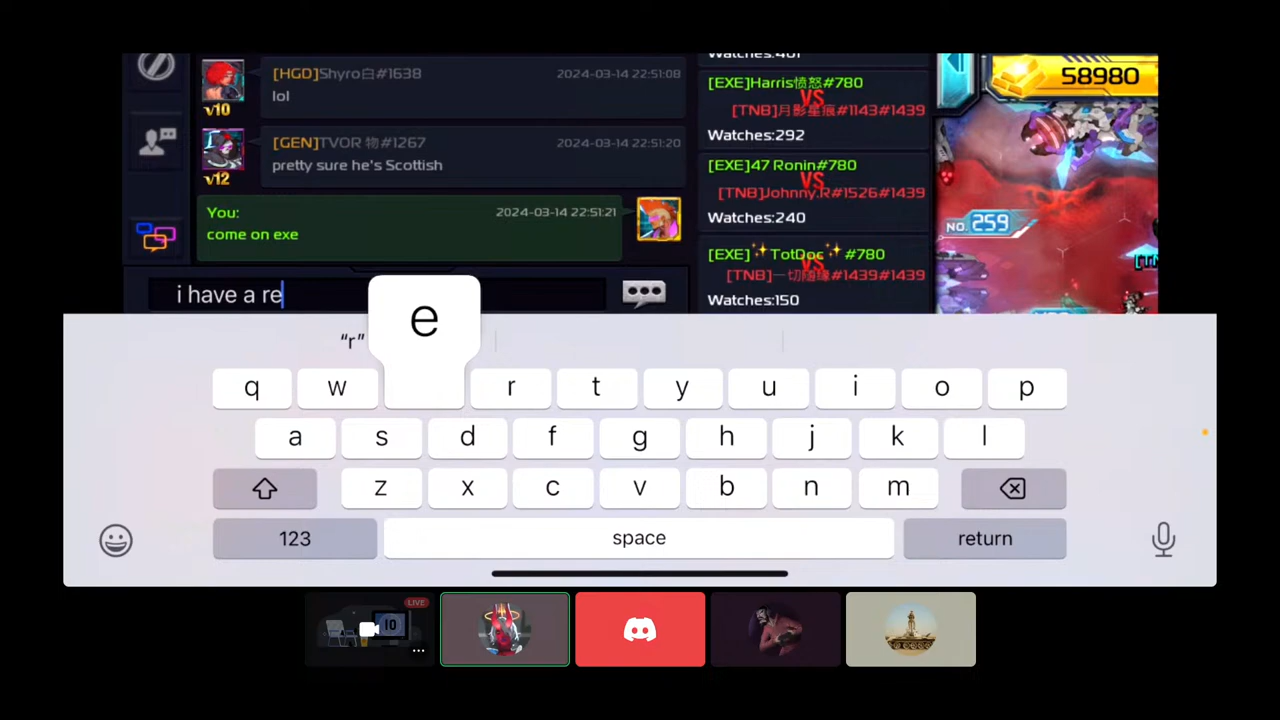 [HGD]Shyro白#1638 2024-03-14 22:51:08
lol
v10
[GEN]TVOR 物#1267 2024-03-14 22:51:20
pretty sure he's Scottish
v12
You: 2024-03-14 22:51:21
come on exe
i have a re
Watches:401
[EXE]Harris愤怒#780
VS
[TNB]月影星痕#1143#1439
Watches:292
[EXE]47 Ronin#780
VS
[TNB]Johnny.R#1526#1439
Watches:240
[EXE]✨TotDoc✨#780
VS
[TNB]一切随缘#1439#1439
Watches:150
58980
NO. 259
“r”
e
q w r t y u i o p
a s d f g h j k l
z x c v b n m
123 space return
LIVE
10